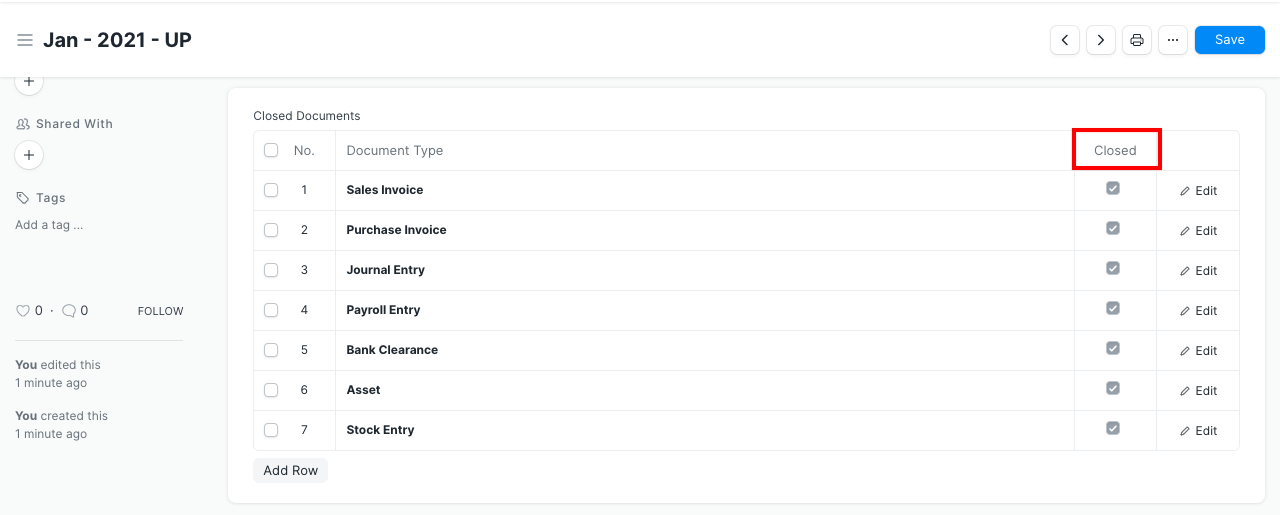 Jan - 2021 - UP
Save
Shared With
Tags
Add a tag ...
0 · 0 FOLLOW
You edited this
1 minute ago
You created this
1 minute ago
Closed Documents
No. Document Type Closed
1 Sales Invoice Edit
2 Purchase Invoice Edit
3 Journal Entry Edit
4 Payroll Entry Edit
5 Bank Clearance Edit
6 Asset Edit
7 Stock Entry Edit
Add Row